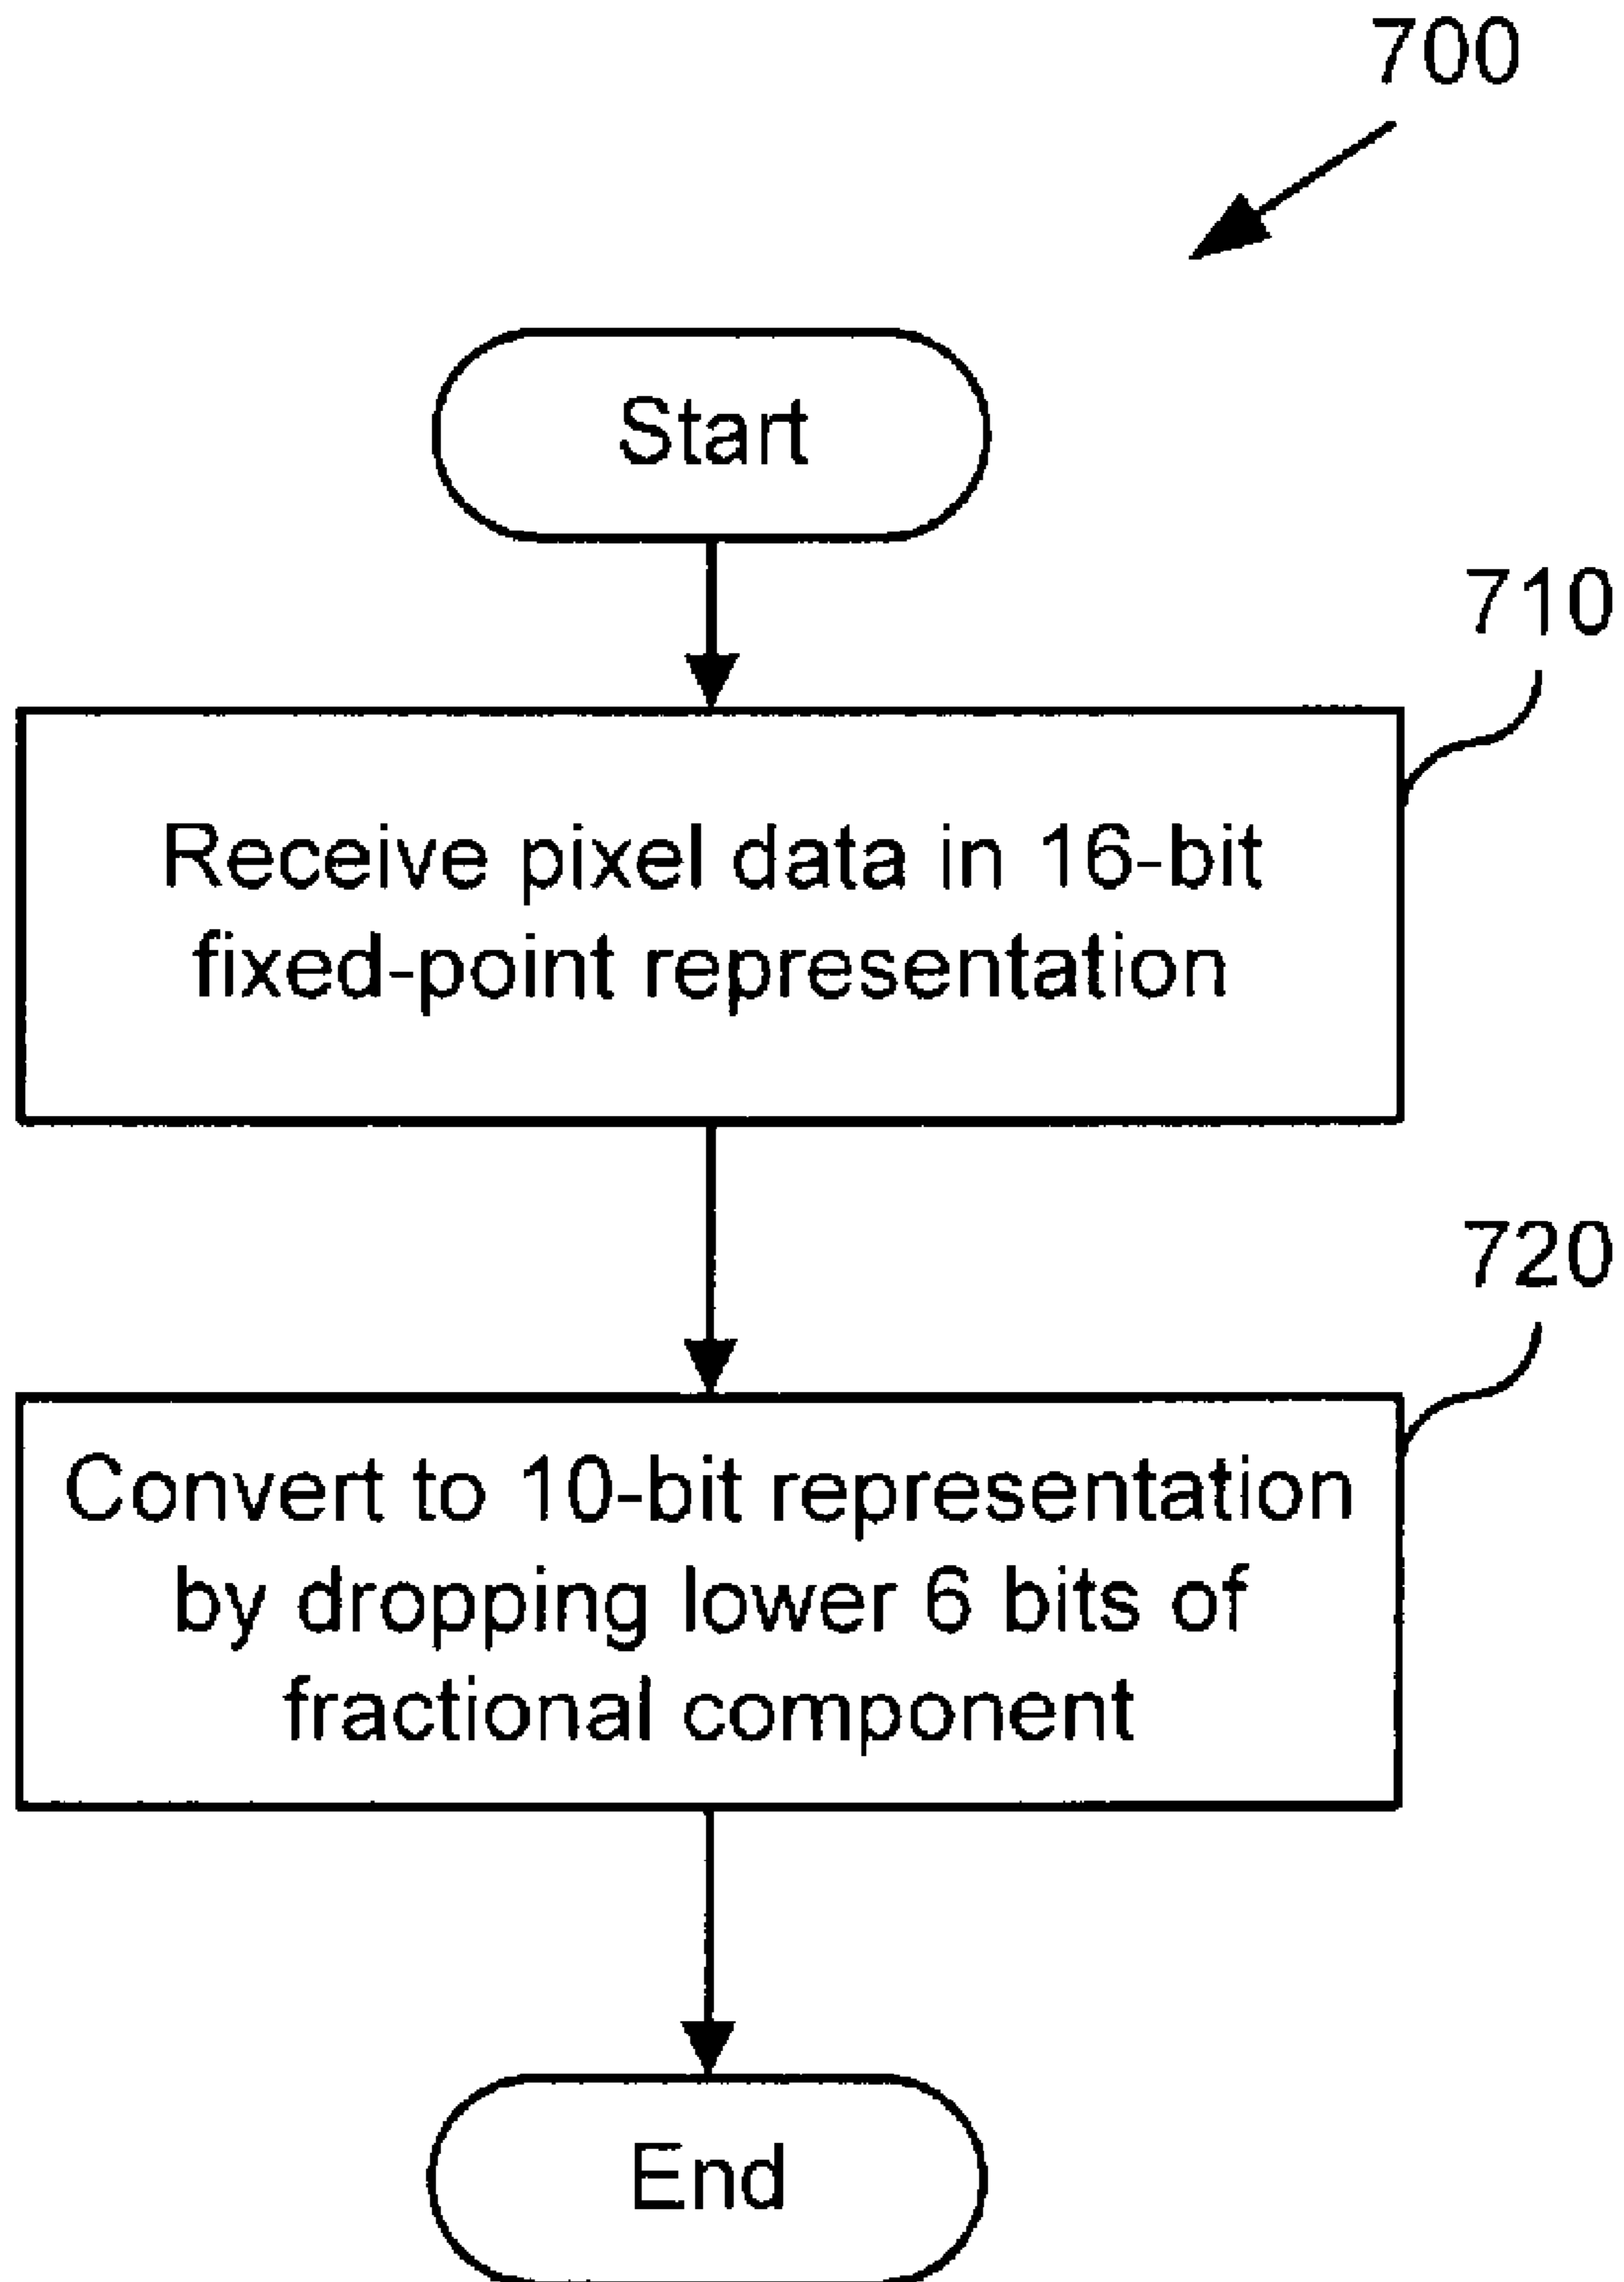 700
Start
710
Receive pixel data in 16-bit
fixed-point representation
720
Convert to 10-bit representation
by dropping lower 6 bits of
fractional component
End